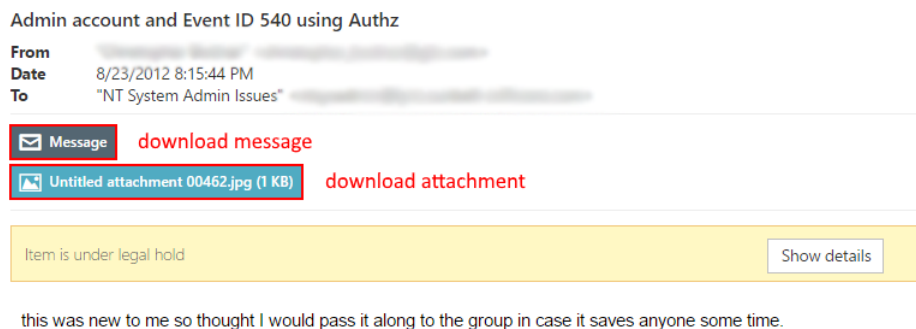 Admin account and Event ID 540 using Authz
From
Date 8/23/2012 8:15:44 PM
To "NT System Admin Issues"
Message download message
Untitled attachment 00462.jpg (1 KB) download attachment
Item is under legal hold Show details
this was new to me so thought I would pass it along to the group in case it saves anyone some time.